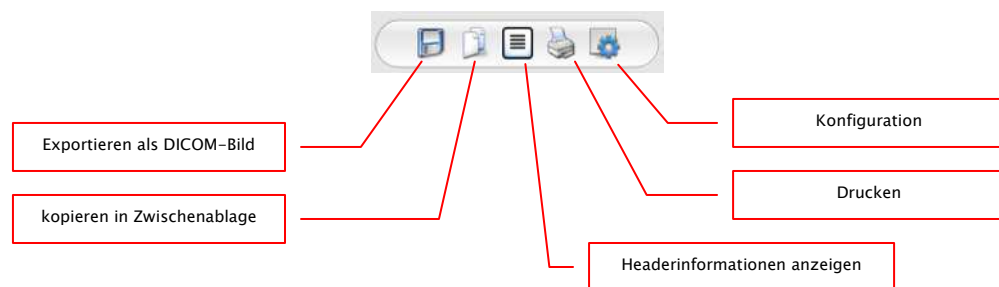 Exportieren als DICOM-Bild
kopieren in Zwischenablage
Konfiguration
Drucken
Headerinformationen anzeigen